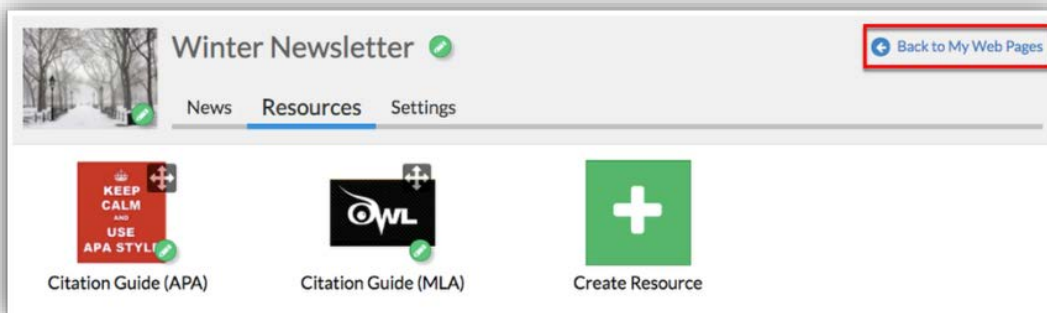 Winter Newsletter
Back to My Web Pages
News Resources Settings
KEEP
CALM
AND
USE
APA STYLE
OWL
Citation Guide (APA)
Citation Guide (MLA)
Create Resource